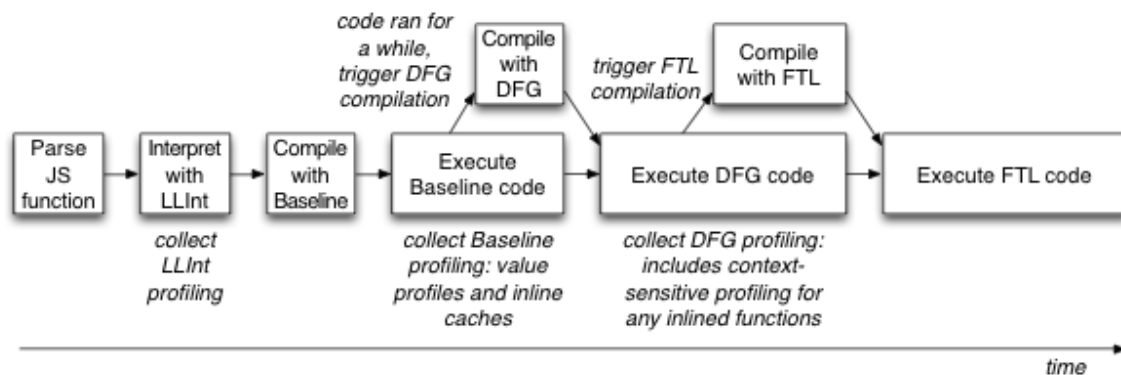 code ran for
a while,
trigger DFG
compilation
Compile
with
DFG
trigger FTL
compilation
Compile
with FTL
Parse
JS
function
Interpret
with
LLInt
Compile
with
Baseline
Execute
Baseline code
Execute DFG code
Execute FTL code
collect
LLInt
profiling
collect Baseline
profiling: value
profiles and inline
caches
collect DFG profiling:
includes context-
sensitive profiling for
any inlined functions
time